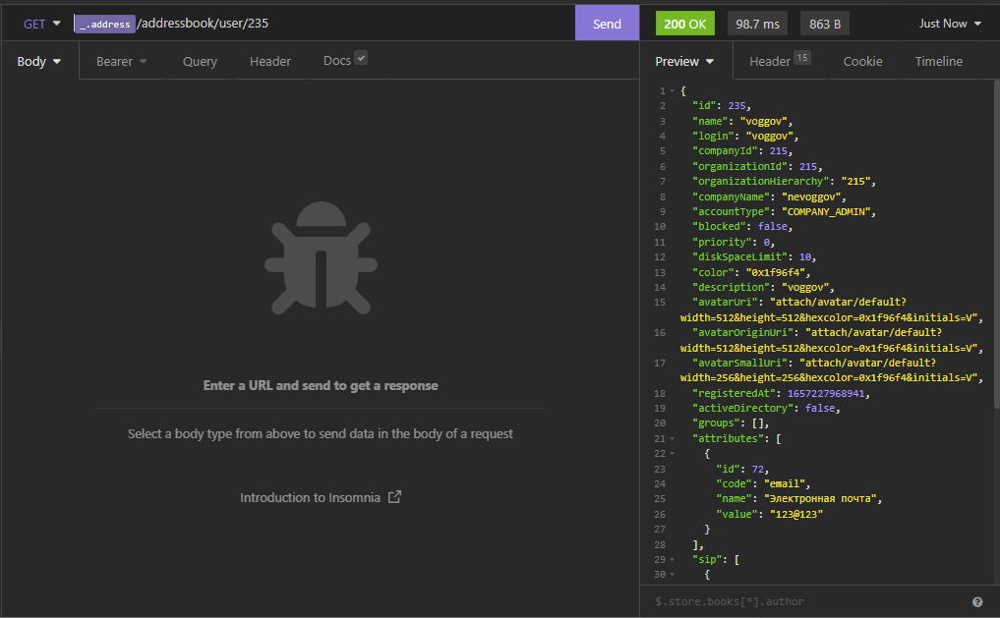 GET _.address /addressbook/user/235 Send 200 OK 98.7 ms 863 B Just Now
Body Bearer Query Header Docs Preview Header 15 Cookie Timeline
Enter a URL and send to get a response
Select a body type from above to send data in the body of a request
Introduction to Insomnia
1 {
2 "id": 235,
3 "name": "voggov",
4 "login": "voggov",
5 "companyId": 215,
6 "organizationId": 215,
7 "organizationHierarchy": "215",
8 "companyName": "nevoggov",
9 "accountType": "COMPANY_ADMIN",
10 "blocked": false,
11 "priority": 0,
12 "diskSpaceLimit": 10,
13 "color": "0x1f96f4",
14 "description": "voggov",
15 "avatarUri": "attach/avatar/default?
width=512&height=512&hexcolor=0x1f96f4&initials=V",
16 "avatarOriginUri": "attach/avatar/default?
width=512&height=512&hexcolor=0x1f96f4&initials=V",
17 "avatarSmallUri": "attach/avatar/default?
width=256&height=256&hexcolor=0x1f96f4&initials=V",
18 "registeredAt": 1657227968941,
19 "activeDirectory": false,
20 "groups": [],
21 "attributes": [
22 {
23 "id": 72,
24 "code": "email",
25 "name": "Электронная почта",
26 "value": "123@123"
27 }
28 ],
29 "sip": [
30 {
$.store.books[*].author